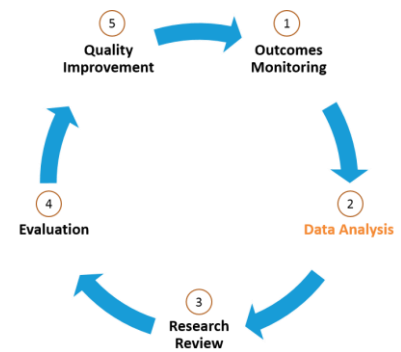 1
Outcomes
Monitoring
2
Data Analysis
3
Research
Review
4
Evaluation
5
Quality
Improvement